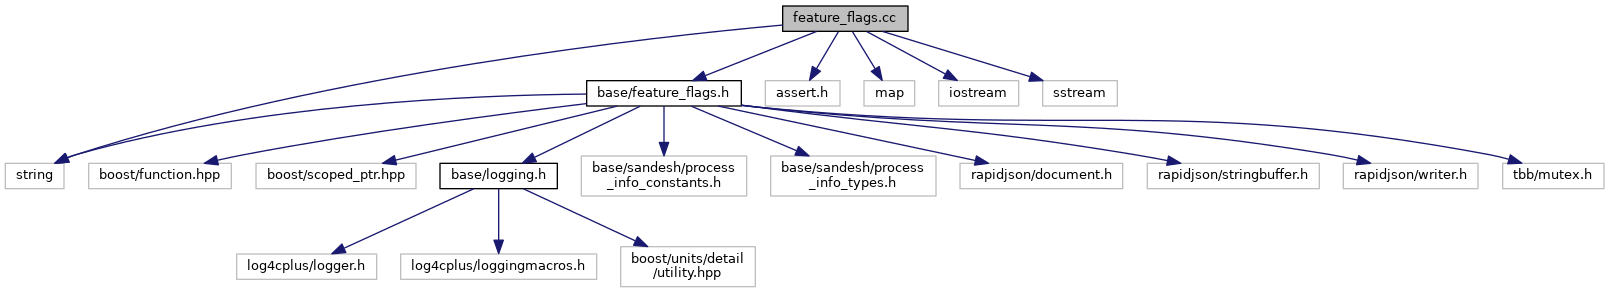 feature_flags.cc
base/feature_flags.h
assert.h
map
iostream
sstream
string
boost/function.hpp
boost/scoped_ptr.hpp
base/logging.h
base/sandesh/process
_info_constants.h
base/sandesh/process
_info_types.h
rapidjson/document.h
rapidjson/stringbuffer.h
rapidjson/writer.h
tbb/mutex.h
log4cplus/logger.h
log4cplus/loggingmacros.h
boost/units/detail
/utility.hpp